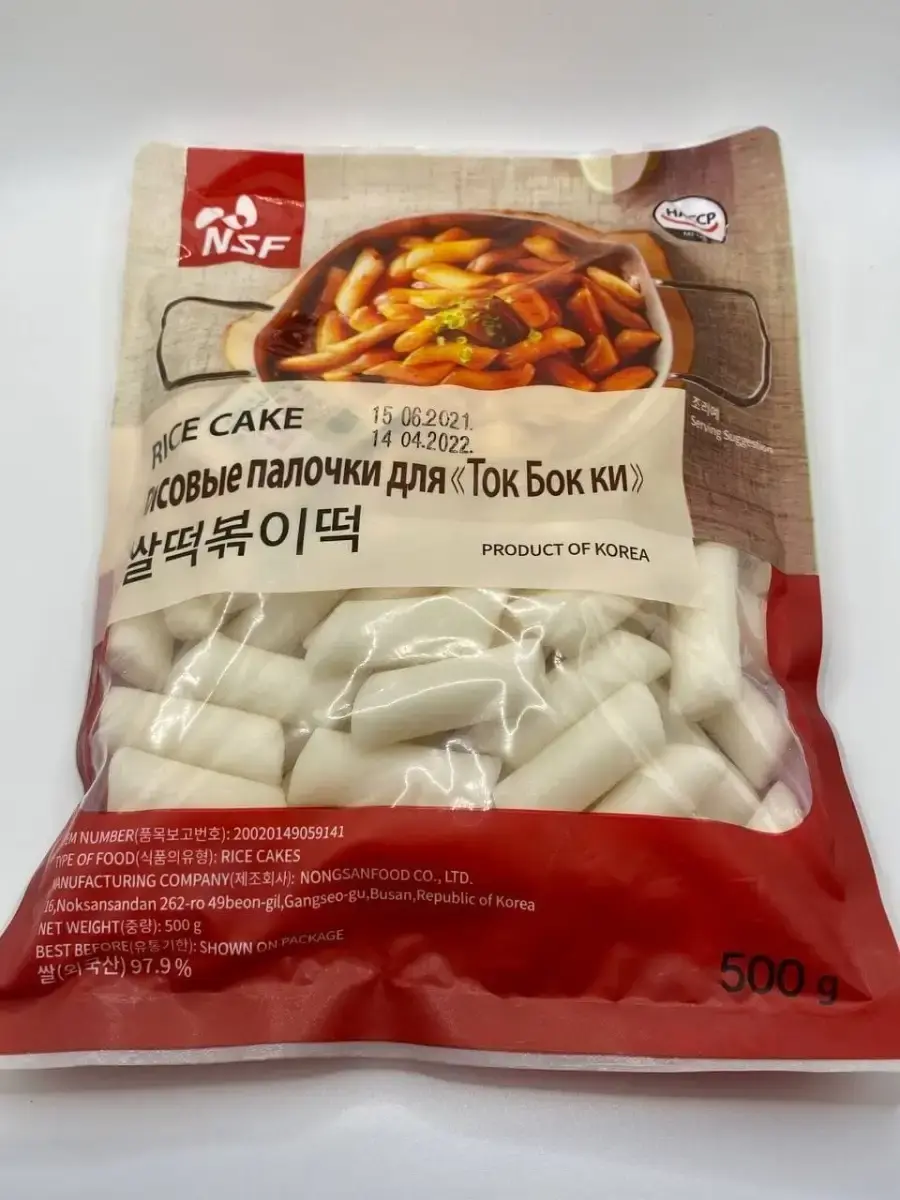 NSF
HACCP
조리예
Serving Suggestion
RICE CAKE
15 06.2021.
14 04.2022.
палочки для «Ток Бок ки»
쌀떡볶이떡
PRODUCT OF KOREA
NUMBER(품목보고번호): 20020149059141
TYPE OF FOOD(식품의유형): RICE CAKES
MANUFACTURING COMPANY(제조회사): NONGSANFOOD CO., LTD.
16,Noksansandan 262-ro 49beon-gil,Gangseo-gu,Busan,Republic of Korea
NET WEIGHT(중량): 500 g
BEST BEFORE(유통기한): SHOWN ON PACKAGE
쌀(외국산) 97.9 %
500 g